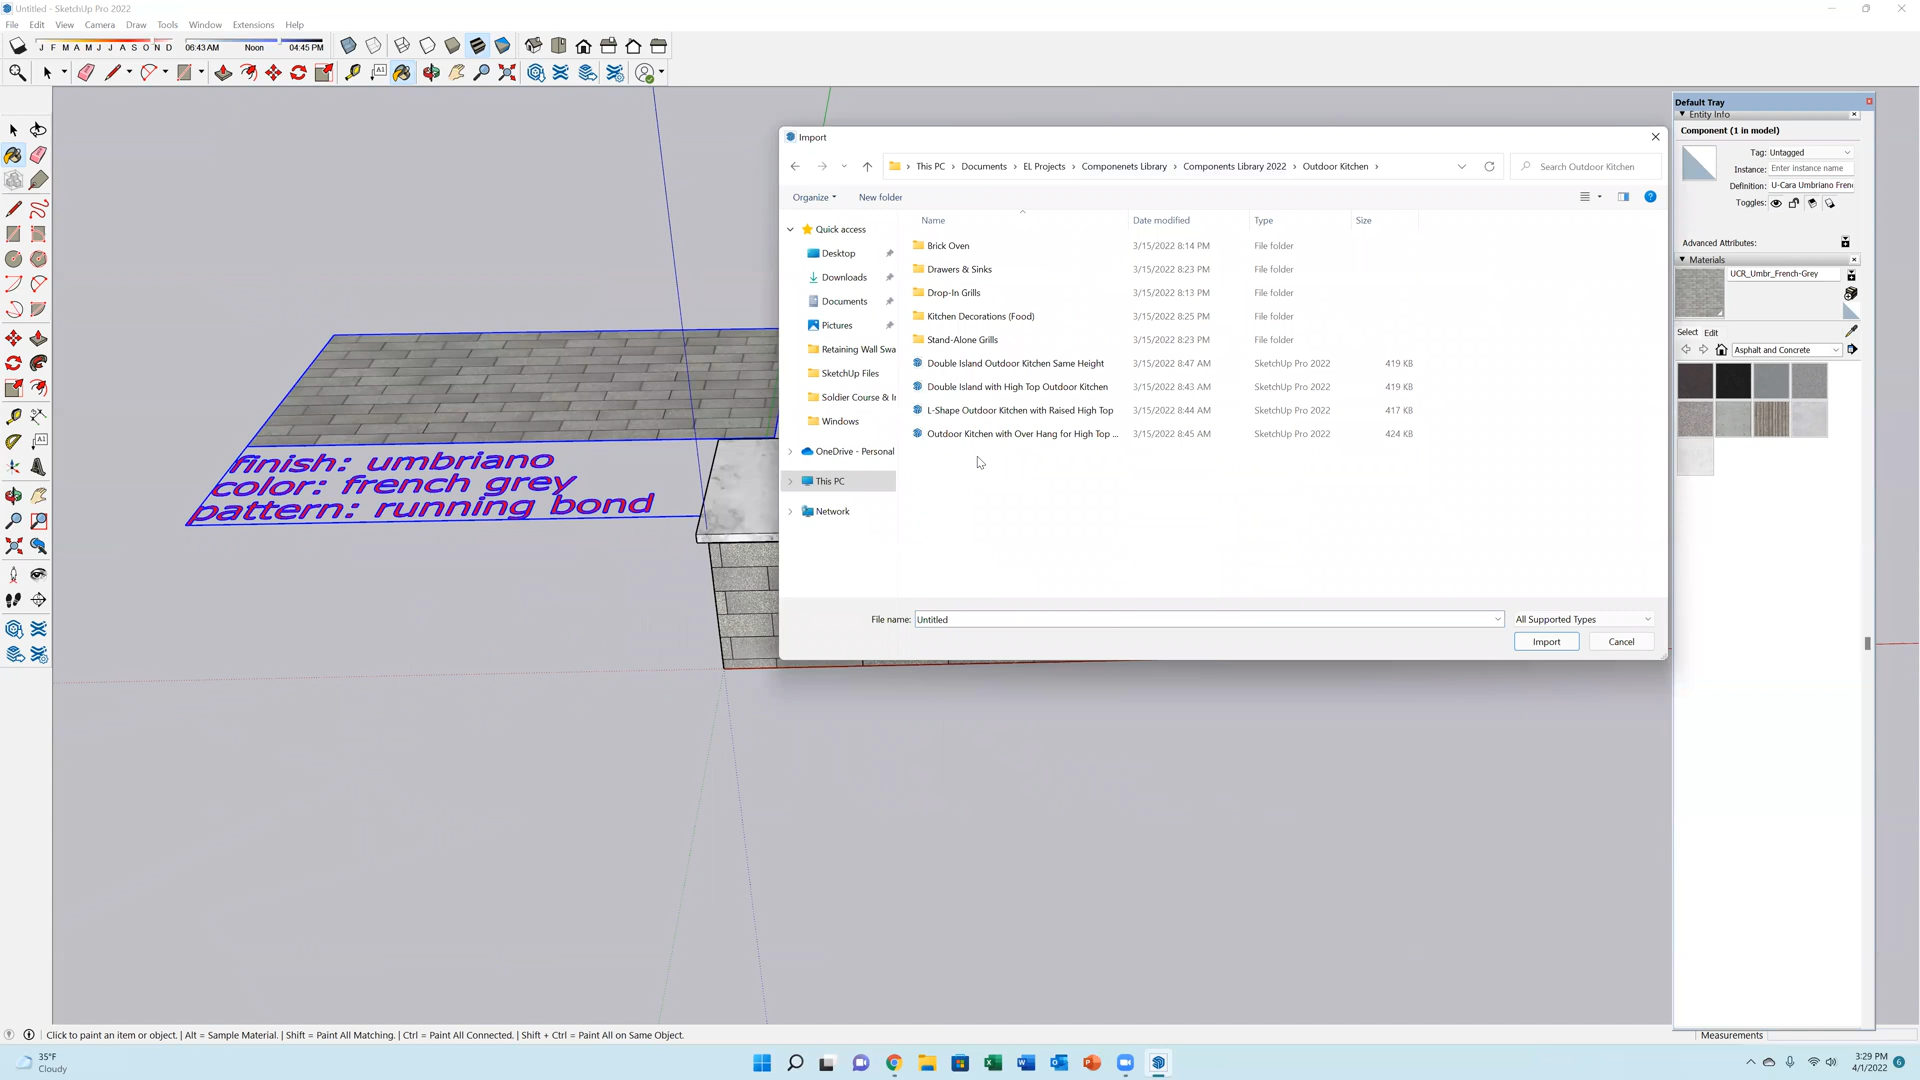 Untitled - SketchUp Pro 2022
File Edit View Camera Draw Tools Window Extensions Help
J F M A M J J A S O N D 06:43 AM Noon 04:45 PM
Import
This PC > Documents > EL Projects > Componenets Library > Components Library 2022 > Outdoor Kitchen >
Search Outdoor Kitchen
Organize New folder
Name Date modified Type Size
Quick access
Desktop
Downloads
Documents
Pictures
Retaining Wall Swa
SketchUp Files
Soldier Course & I
Windows
OneDrive - Personal
This PC
Network
Brick Oven 3/15/2022 8:14 PM File folder
Drawers & Sinks 3/15/2022 8:23 PM File folder
Drop-In Grills 3/15/2022 8:13 PM File folder
Kitchen Decorations (Food) 3/15/2022 8:25 PM File folder
Stand-Alone Grills 3/15/2022 8:23 PM File folder
Double Island Outdoor Kitchen Same Height 3/15/2022 8:47 AM SketchUp Pro 2022 419 KB
Double Island with High Top Outdoor Kitchen 3/15/2022 8:43 AM SketchUp Pro 2022 419 KB
L-Shape Outdoor Kitchen with Raised High Top 3/15/2022 8:44 AM SketchUp Pro 2022 417 KB
Outdoor Kitchen with Over Hang for High Top ... 3/15/2022 8:45 AM SketchUp Pro 2022 424 KB
File name: Untitled All Supported Types
Import Cancel
finish: umbriano
color: french grey
pattern: running bond
Default Tray
Entity Info
Component (1 in model)
Tag: Untagged
Instance: Enter instance name
Definition: U-Cara Umbriano Fren
Toggles:
Advanced Attributes:
Materials
UCR_Umbr_French-Grey
Select Edit
Asphalt and Concrete
Click to paint an item or object. | Alt = Sample Material. | Shift = Paint All Matching. | Ctrl = Paint All Connected. | Shift + Ctrl = Paint All on Same Object.
Measurements
35°F
Cloudy
3:29 PM
4/1/2022
6